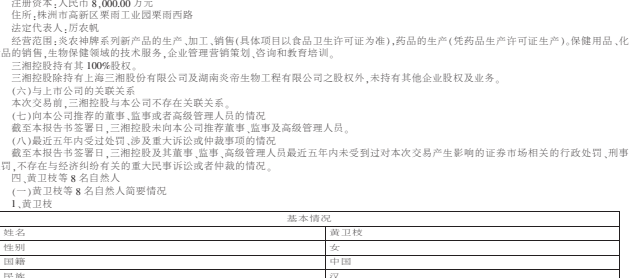 注册资本:人民币 8,000.00 万元
住所:株洲市高新区栗雨工业园栗雨西路
法定代表人:厉农帆
经营范围:炎农神牌系列新产品的生产、加工、销售(具体项目以食品卫生许可证为准),药品的生产(凭药品生产许可证生产)。保健用品、化
品的销售,生物保健领域的技术服务,企业管理营销策划、咨询和教育培训。
三湘控股持有其 100%股权。
三湘控股除持有上海三湘股份有限公司及湖南炎帝生物工程有限公司之股权外,未持有其他企业股权及业务。
(六)与上市公司的关联关系
本次交易前,三湘控股与本公司不存在关联关系。
(七)向本公司推荐的董事、监事或者高级管理人员的情况
截至本报告书签署日,三湘控股未向本公司推荐董事、监事及高级管理人员。
(八)最近五年内受过处罚、涉及重大诉讼或仲裁事项的情况
截至本报告书签署日,三湘控股及其董事、监事、高级管理人员最近五年内未受到过对本次交易产生影响的证券市场相关的行政处罚、刑事
罚,不存在与经济纠纷有关的重大民事诉讼或者仲裁的情况。
四、黄卫枝等 8 名自然人
(一)黄卫枝等 8 名自然人简要情况
1、黄卫枝
基本情况
姓名 黄卫枝
性别 女
国籍 中国
民族 汉